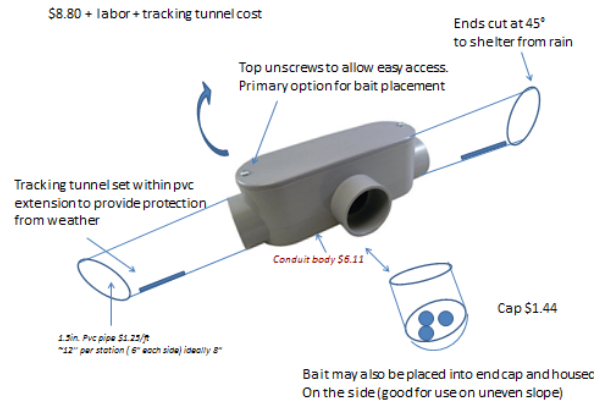 $8.80 + labor + tracking tunnel cost
Ends cut at 45°
to shelter from rain
Top unscrews to allow easy access.
Primary option for bait placement
Tracking tunnel set within pvc
extension to provide protection
from weather
Conduit body $6.11
Cap $1.44
1.5in. Pvc pipe $1.25/ft
~12" per station ( 6" each side) ideally 8"
Bait may also be placed into end cap and housed
On the side (good for use on uneven slope)